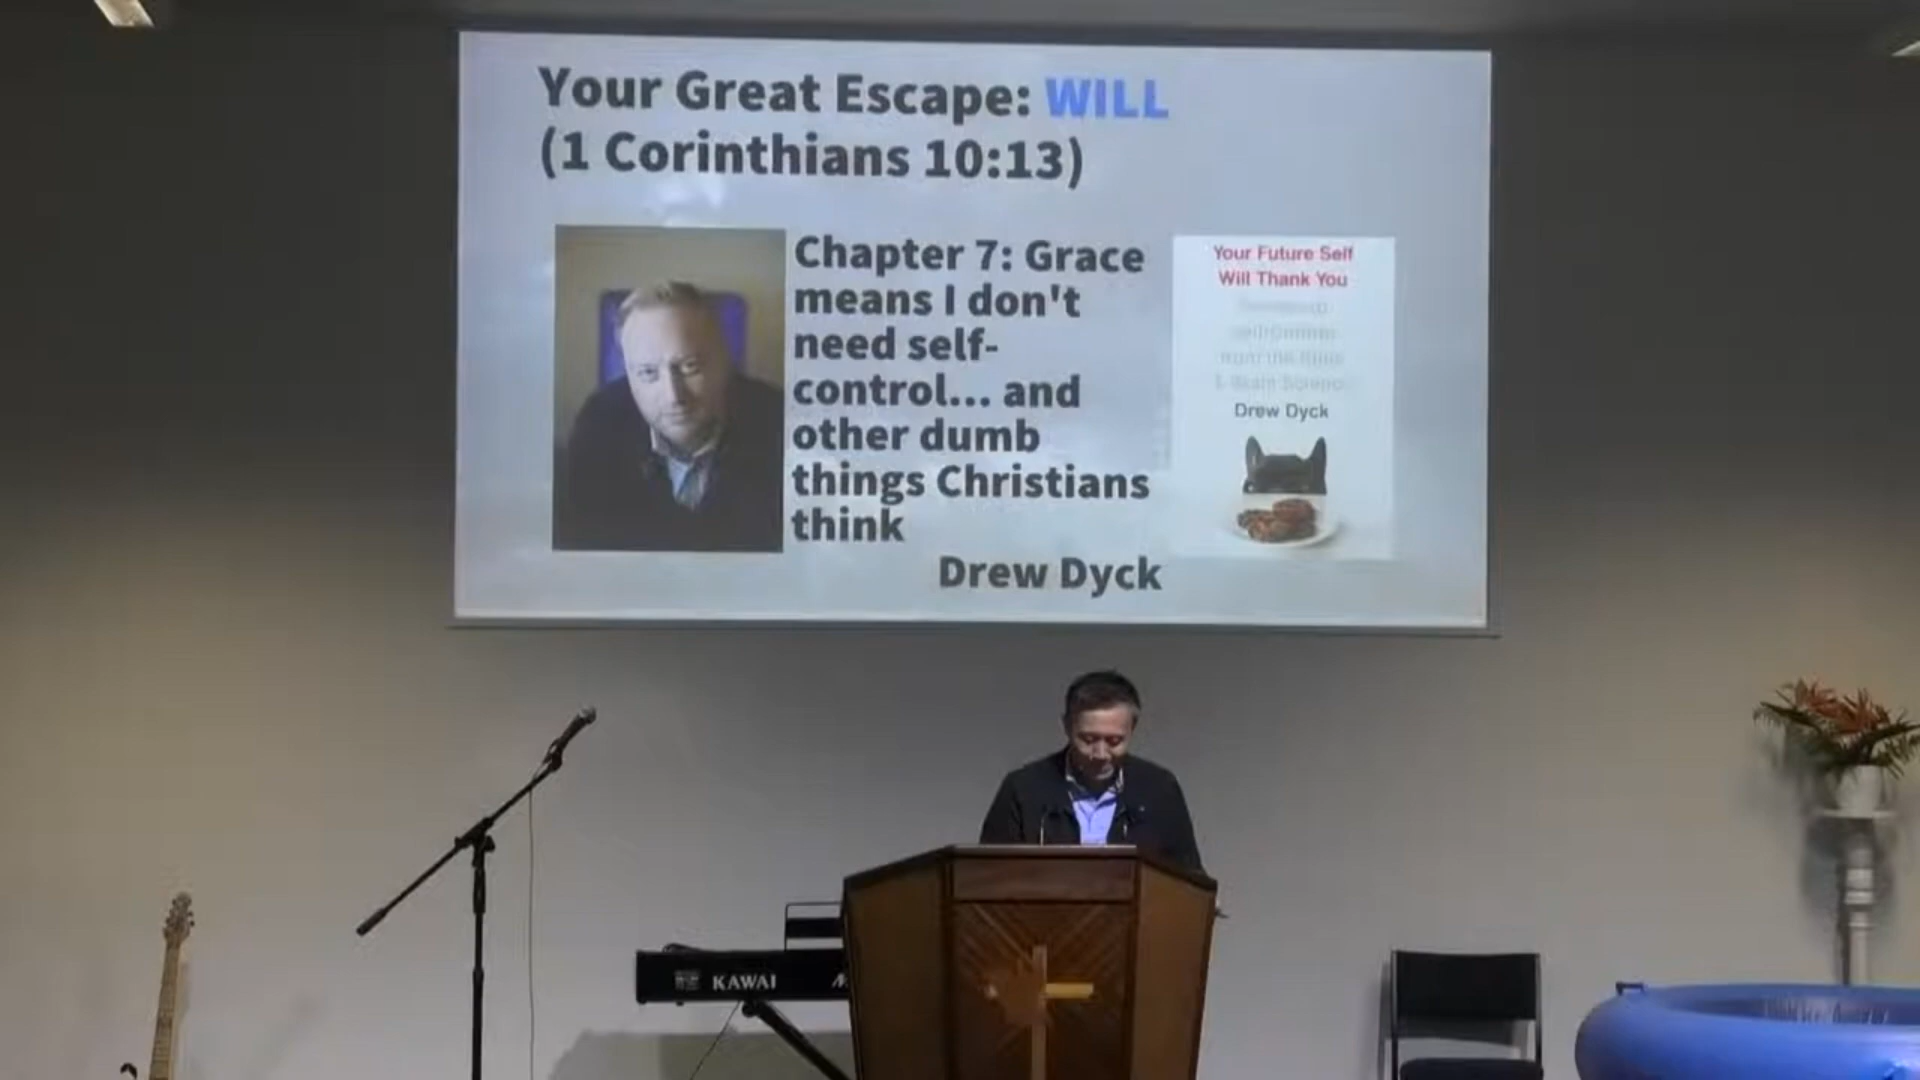 Your Great Escape: WILL
(1 Corinthians 10:13)
Chapter 7: Grace
means I don't
need self-
control... and
other dumb
things Christians
think
Drew Dyck
Your Future Self
Will Thank You
Drew Dyck
KAWAI